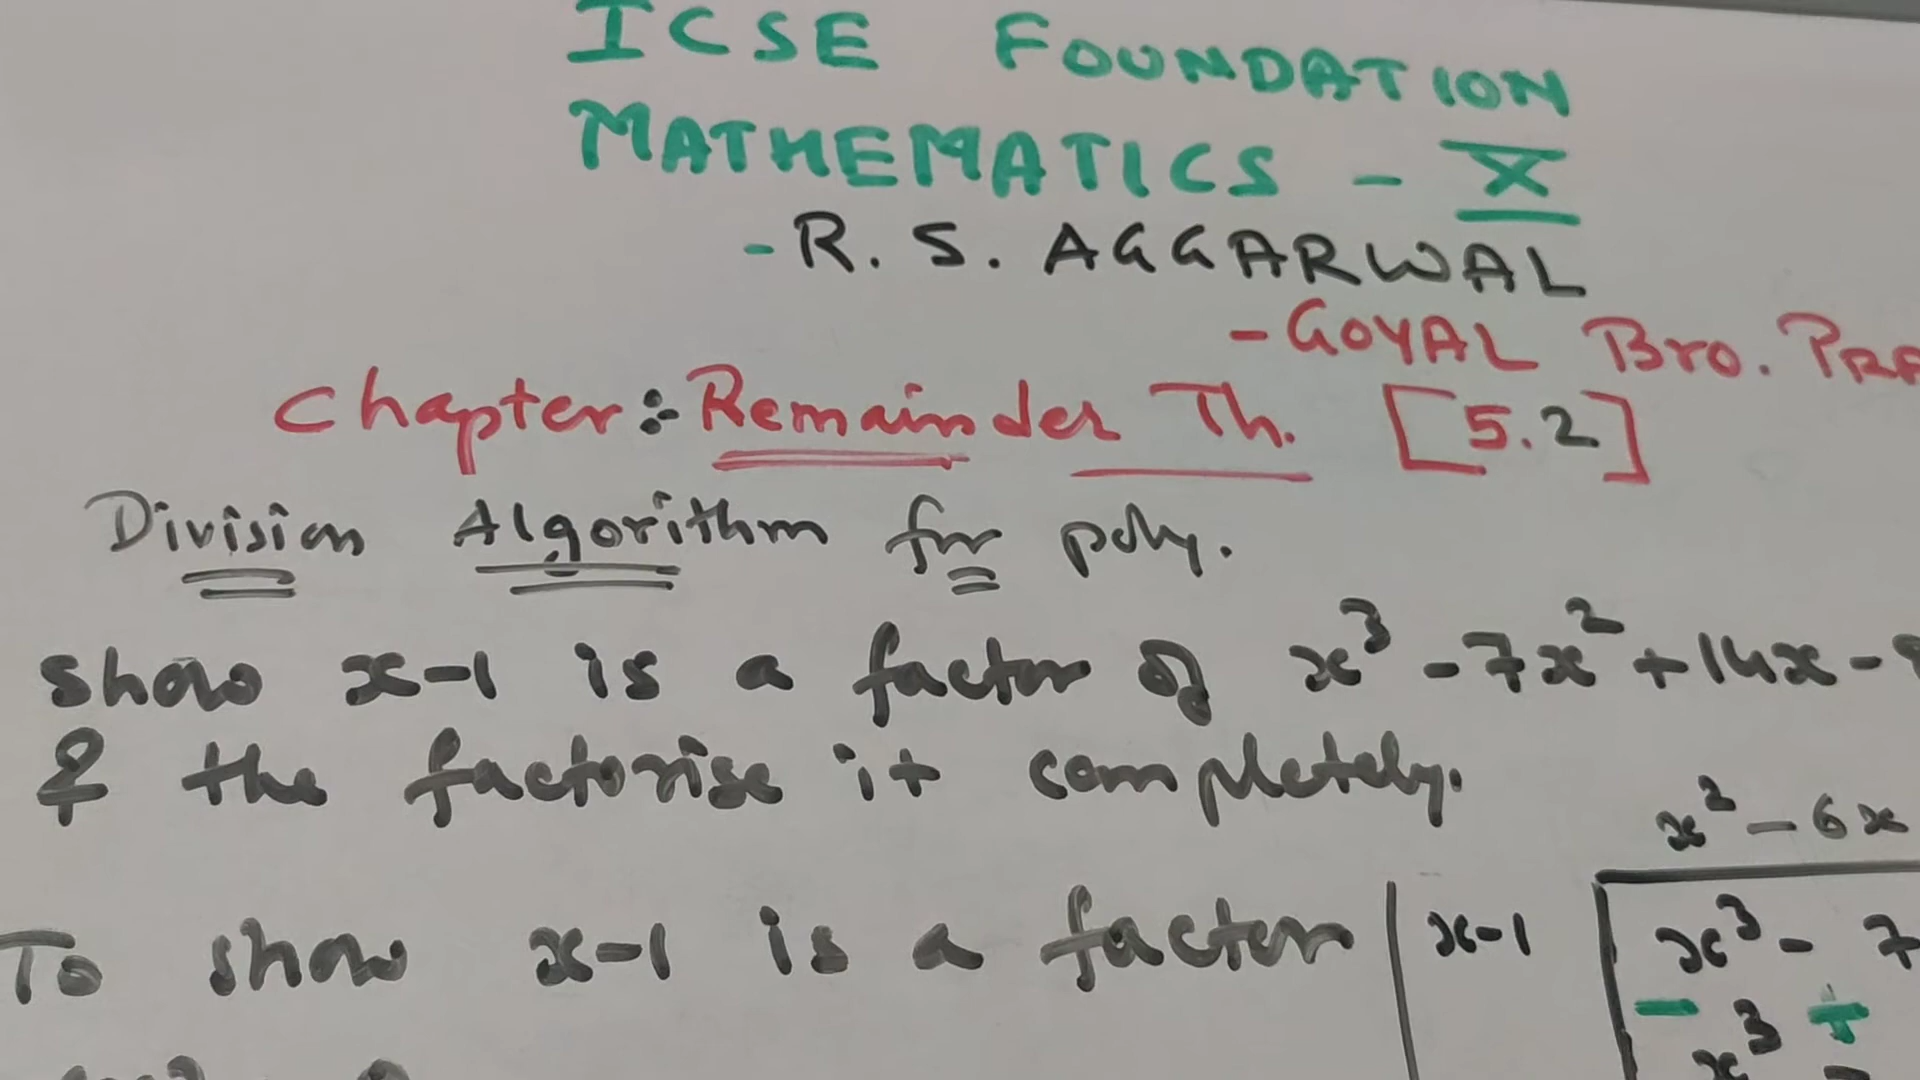 ICSE FOUNDATION
MATHEMATICS - X
- R. S. AGGARWAL
- GOYAL Bro. PRA
Chapter:- Remainder Th. [5.2]
Division Algorithm for poly.
show x-1 is a factor of x³ - 7x² + 14x -
& the factorise it completely.
x² - 6x
To show x-1 is a factor
x-1
x³ - 7
- +
x³ -